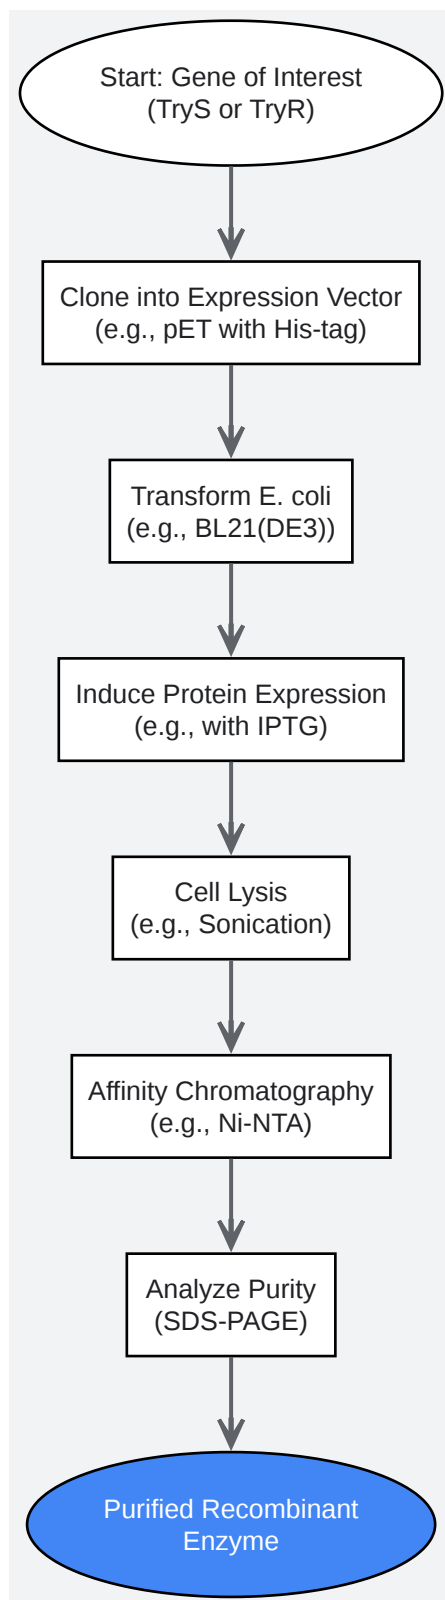 Start: Gene of Interest
(TryS or TryR)
Clone into Expression Vector
(e.g., pET with His-tag)
Transform E. coli
(e.g., BL21(DE3))
Induce Protein Expression
(e.g., with IPTG)
Cell Lysis
(e.g., Sonication)
Affinity Chromatography
(e.g., Ni-NTA)
Analyze Purity
(SDS-PAGE)
Purified Recombinant
Enzyme